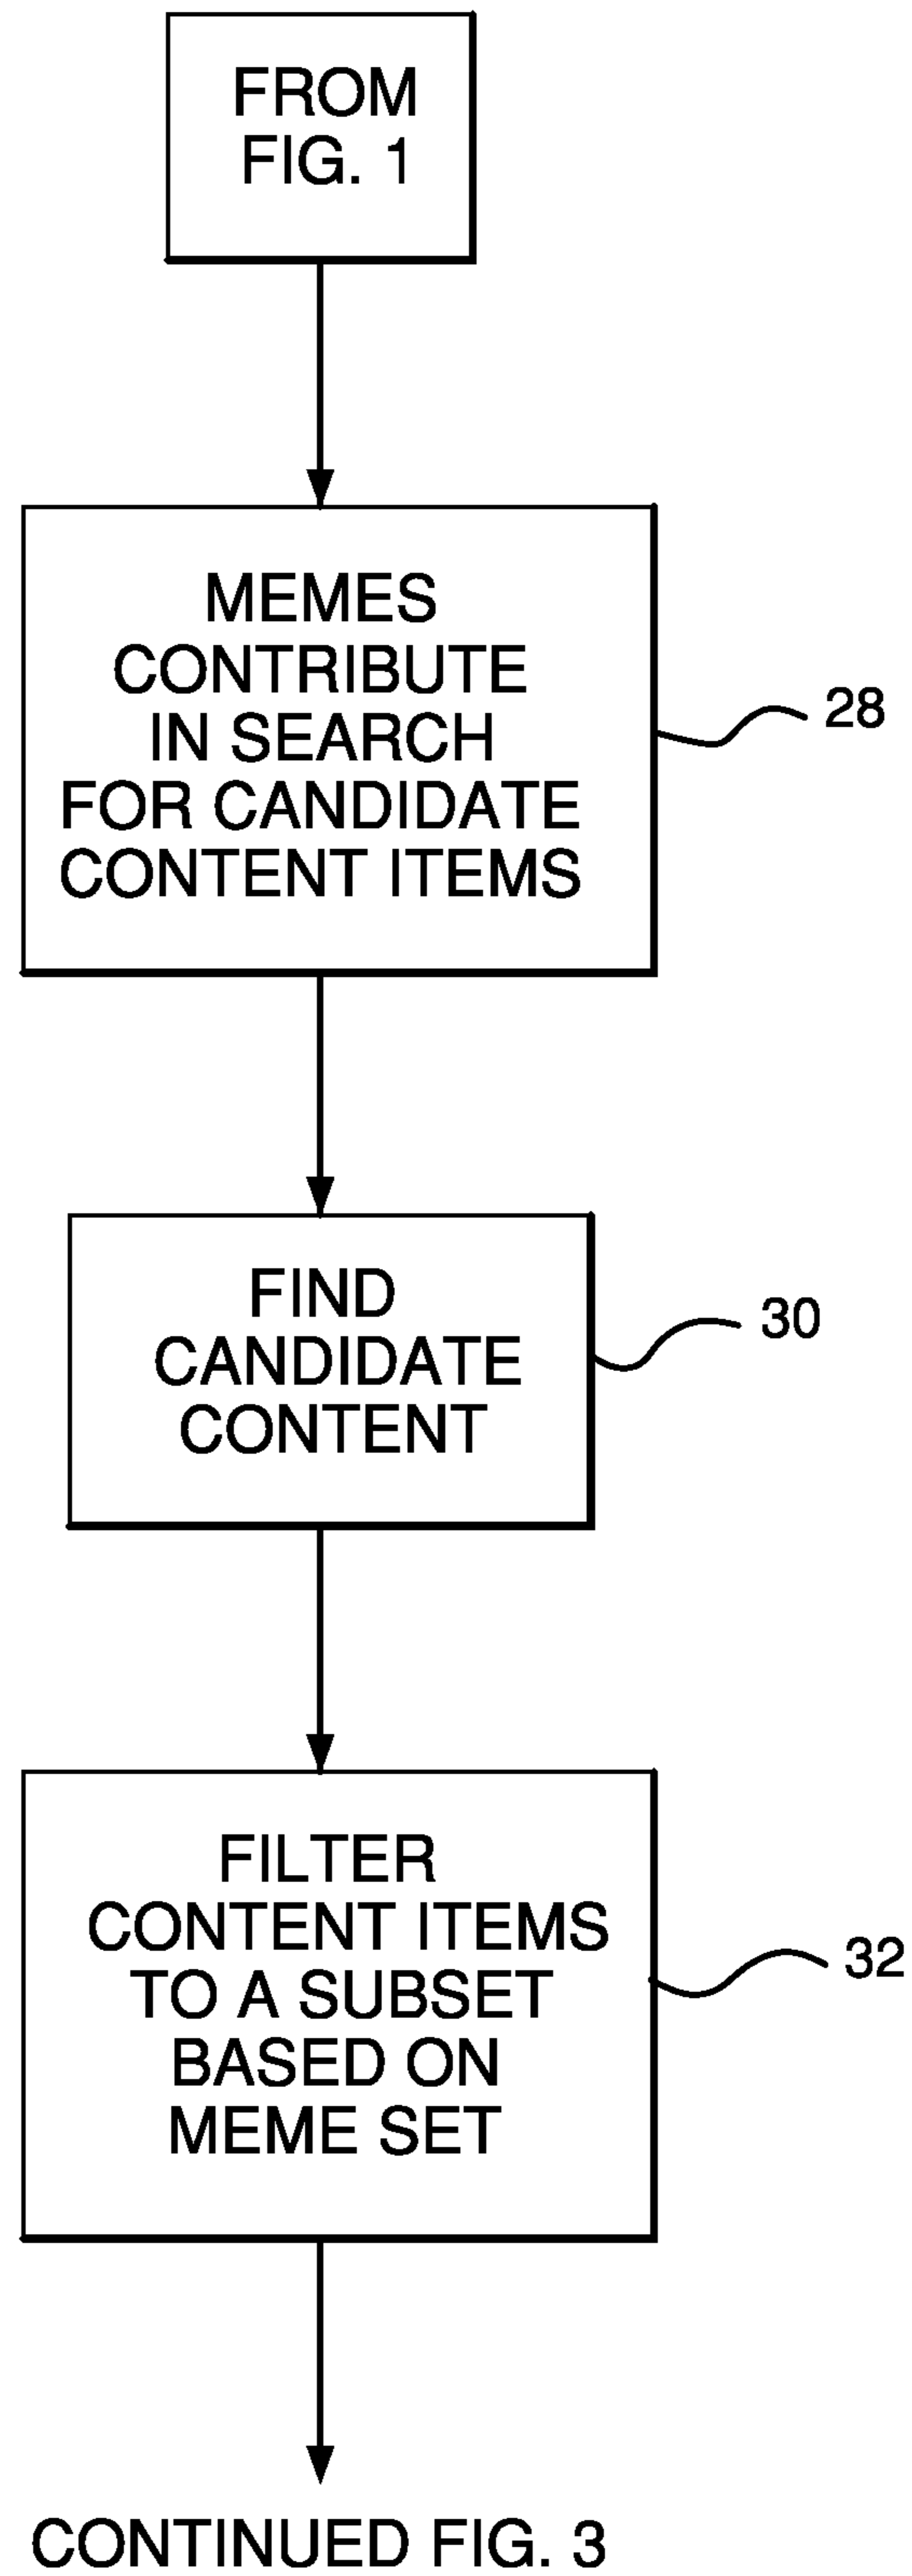 FROM
FIG. 1
MEMES
CONTRIBUTE
IN SEARCH
FOR CANDIDATE
CONTENT ITEMS
28
FIND
CANDIDATE
CONTENT
30
FILTER
CONTENT ITEMS
TO A SUBSET
BASED ON
MEME SET
32
CONTINUED FIG. 3